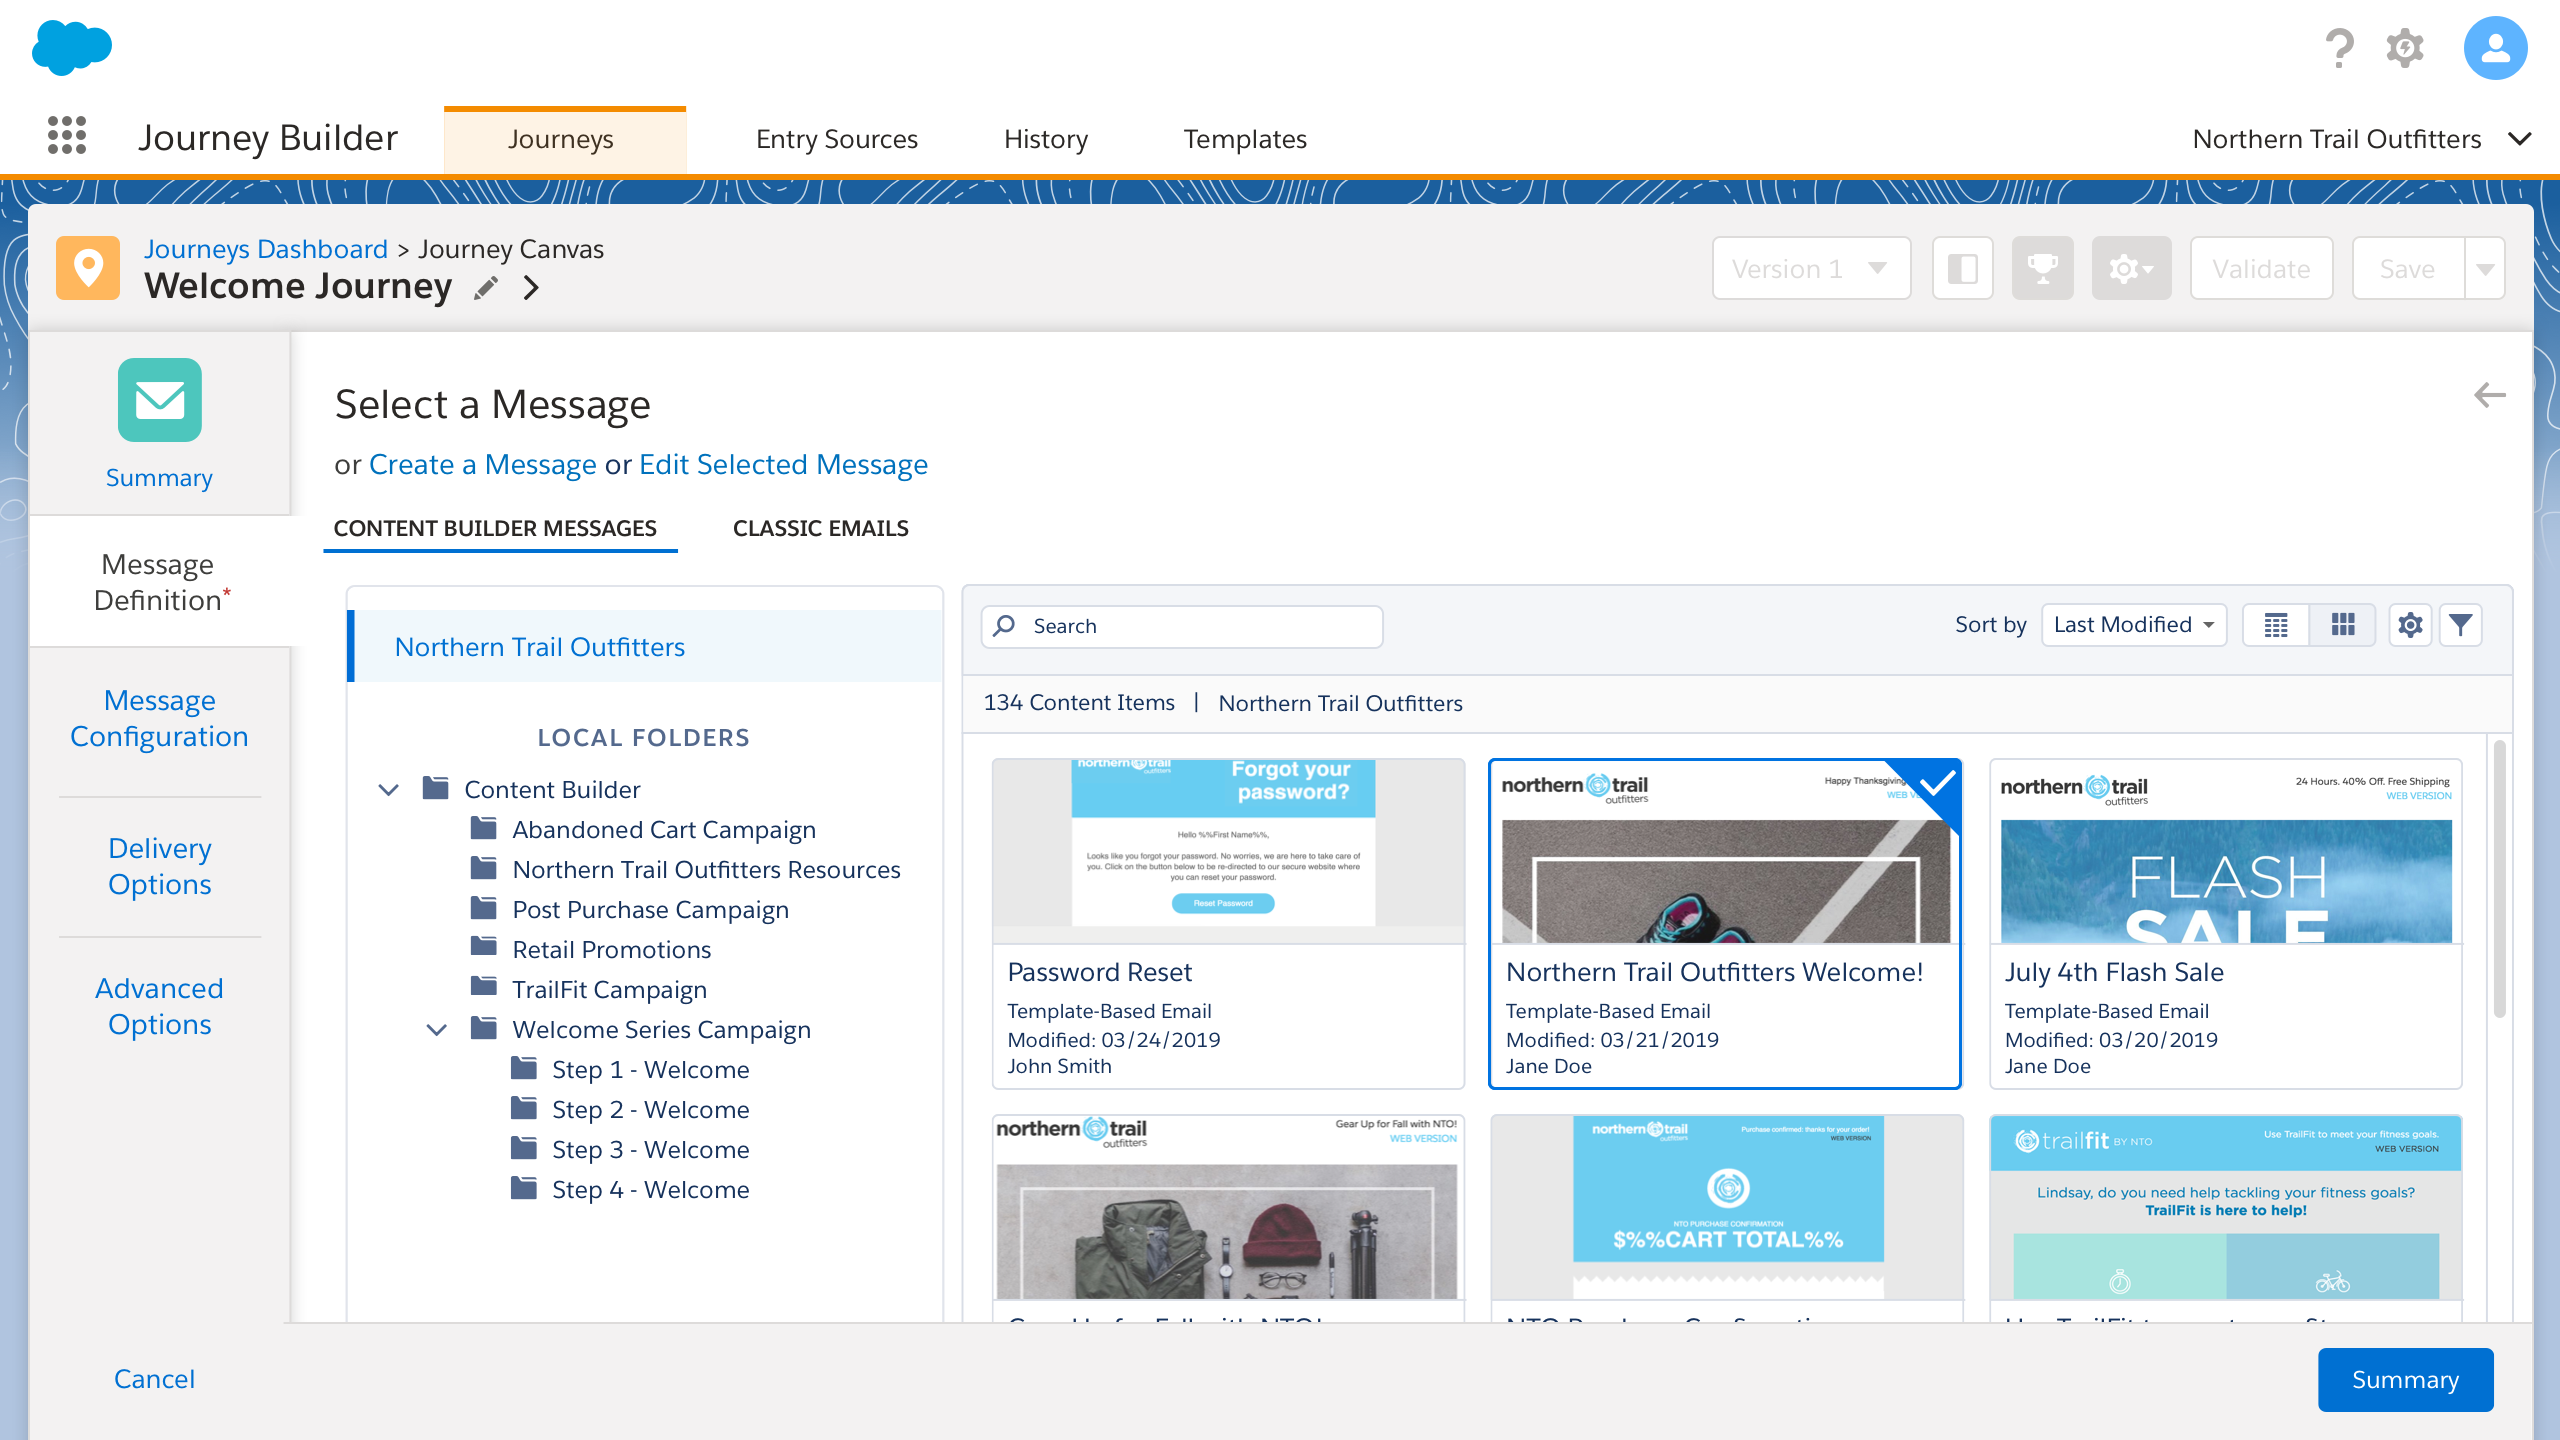 Journey Builder
Journeys
Entry Sources
History
Templates
Northern Trail Outfitters
Journeys Dashboard > Journey Canvas
Welcome Journey
Version 1
Validate
Save
Summary
Message
Definition*
Message
Configuration
Delivery
Options
Advanced
Options
Select a Message
or Create a Message or Edit Selected Message
CONTENT BUILDER MESSAGES
CLASSIC EMAILS
Northern Trail Outfitters
LOCAL FOLDERS
Content Builder
Abandoned Cart Campaign
Northern Trail Outfitters Resources
Post Purchase Campaign
Retail Promotions
TrailFit Campaign
Welcome Series Campaign
Step 1 - Welcome
Step 2 - Welcome
Step 3 - Welcome
Step 4 - Welcome
Search
Sort by
Last Modified
134 Content Items | Northern Trail Outfitters
northern trail
outfitters
Forgot your
password?
Hello %%First Name%%,
Looks like you forgot your password. No worries, we are here to take care of
you. Click on the button below to be re-directed to our secure website where
you can reset your password.
Reset Password
Password Reset
Template-Based Email
Modified: 03/24/2019
John Smith
northern trail
outfitters
Happy Thanksgiving
WEB
Northern Trail Outfitters Welcome!
Template-Based Email
Modified: 03/21/2019
Jane Doe
northern trail
outfitters
24 Hours. 40% Off. Free Shipping
WEB VERSION
FLASH
SALE
July 4th Flash Sale
Template-Based Email
Modified: 03/20/2019
Jane Doe
northern trail
outfitters
Gear Up for Fall with NTO!
WEB VERSION
northern trail
outfitters
Purchase confirmed: thanks for your order!
WEB VERSION
NTO PURCHASE CONFIRMATION
$%%CART TOTAL%%
trailfit BY NTO
Use TrailFit to meet your fitness goals.
WEB VERSION
Lindsay, do you need help tackling your fitness goals?
TrailFit is here to help!
Cancel
Summary